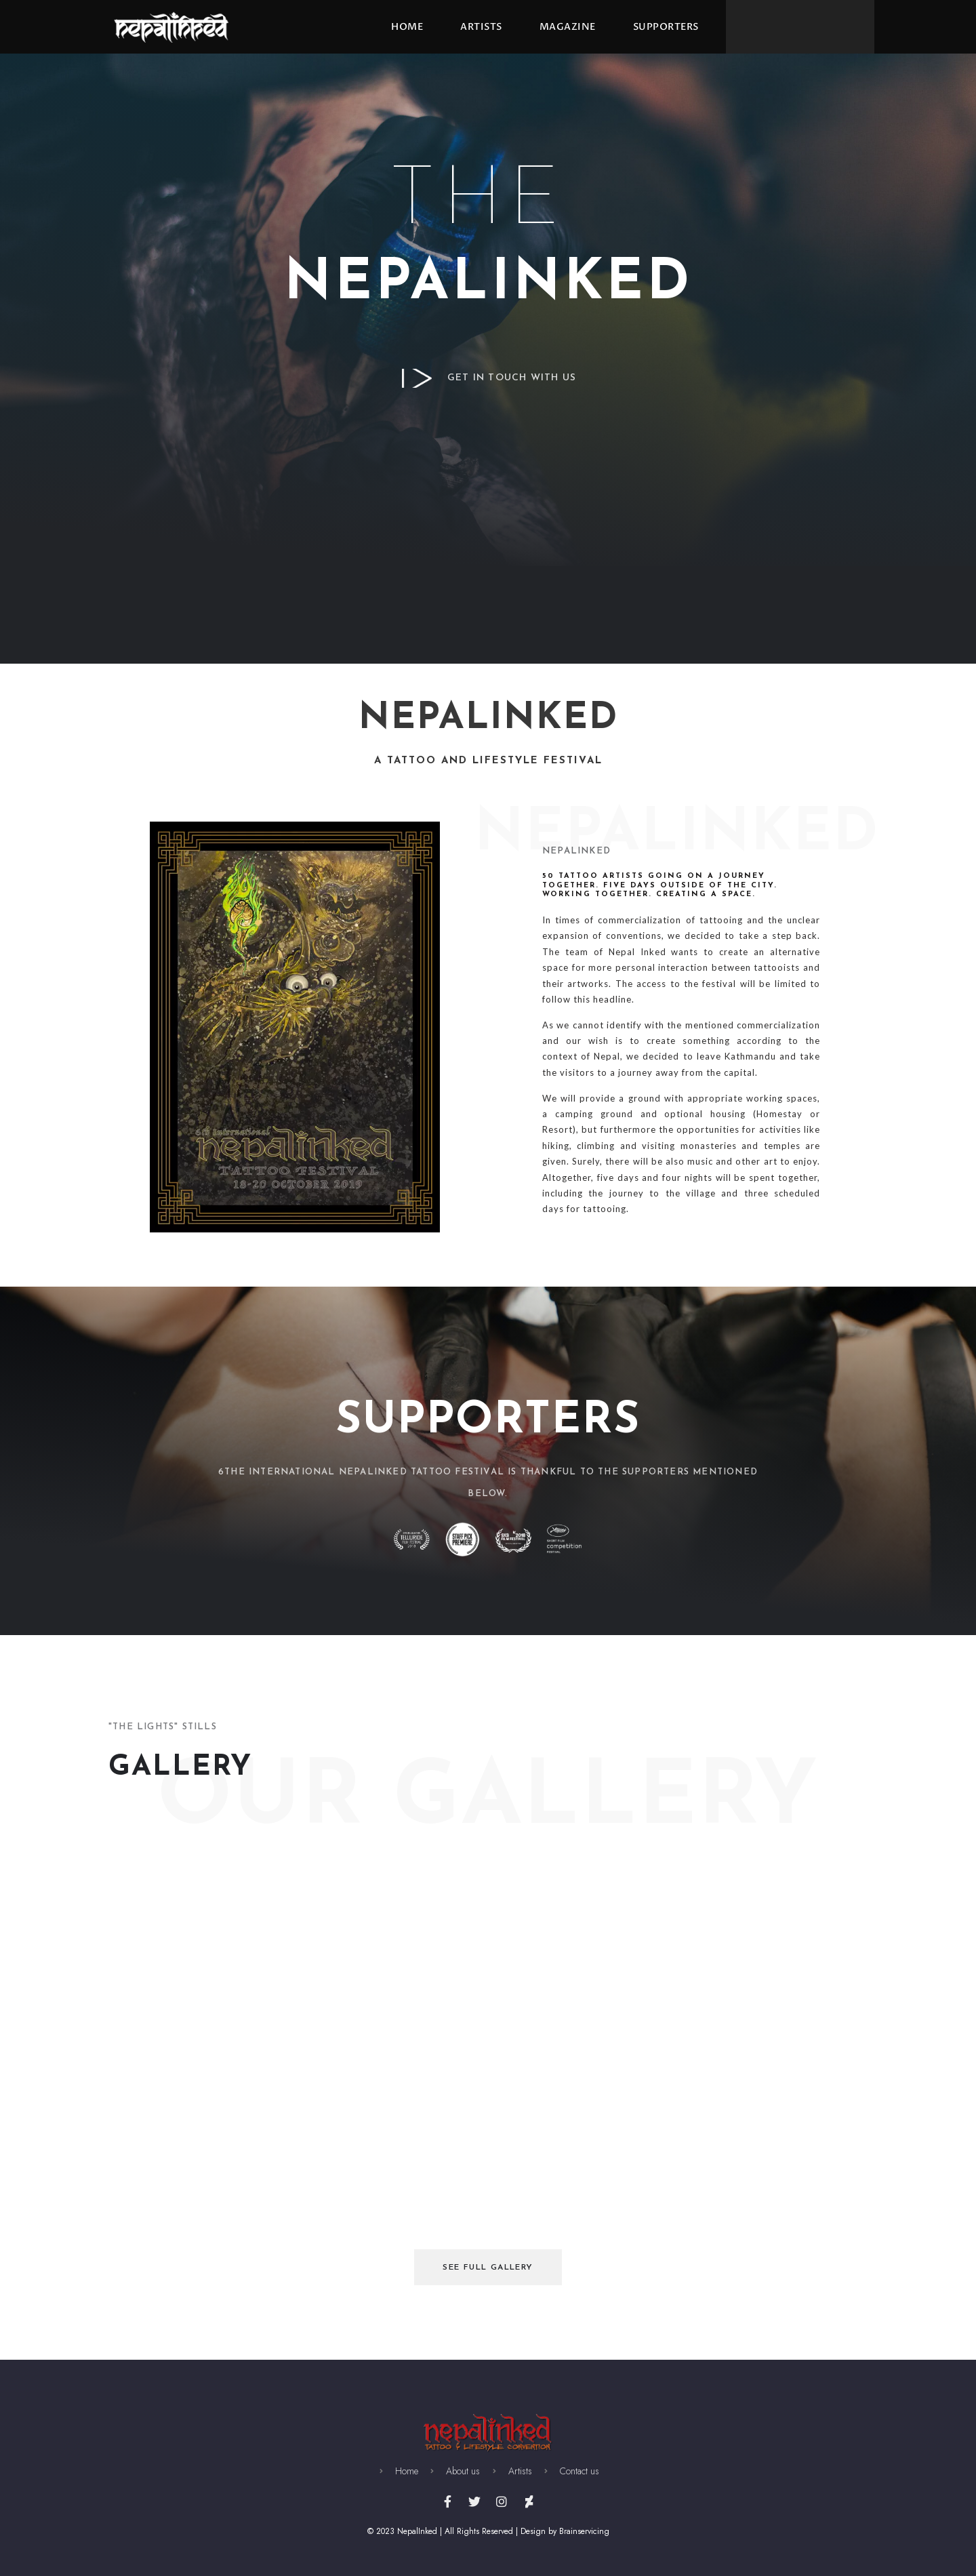 nepalinked
HOME
ARTISTS
MAGAZINE
SUPPORTERS
THE
NEPALINKED
GET IN TOUCH WITH US
NEPALINKED
A TATTOO AND LIFESTYLE FESTIVAL
NEPALINKED
NEPALINKED
50 TATTOO ARTISTS GOING ON A JOURNEY
TOGETHER. FIVE DAYS OUTSIDE OF THE CITY.
WORKING TOGETHER. CREATING A SPACE.
In times of commercialization of tattooing and the unclear
expansion of conventions, we decided to take a step back.
The team of Nepal Inked wants to create an alternative
space for more personal interaction between tattooists and
their artworks. The access to the festival will be limited to
follow this headline.
As we cannot identify with the mentioned commercialization
and our wish is to create something according to the
context of Nepal, we decided to leave Kathmandu and take
the visitors to a journey away from the capital.
We will provide a ground with appropriate working spaces,
a camping ground and optional housing (Homestay or
Resort), but furthermore the opportunities for activities like
hiking, climbing and visiting monasteries and temples are
given. Surely, there will be also music and other art to enjoy.
Altogether, five days and four nights will be spent together,
including the journey to the village and three scheduled
days for tattooing.
6th international
nepalinked
TATTOO FESTIVAL
18-20 OCTOBER 2019
SUPPORTERS
6THE INTERNATIONAL NEPALINKED TATTOO FESTIVAL IS THANKFUL TO THE SUPPORTERS MENTIONED
BELOW.
TELLURIDE
STAFF PICK
PREMIERE
competition
"THE LIGHTS" STILLS
GALLERY
OUR GALLERY
SEE FULL GALLERY
nepalinked
TATTOO & LIFESTYLE CONVENTION
Home
About us
Artists
Contact us
© 2023 NepalInked | All Rights Reserved | Design by Brainservicing